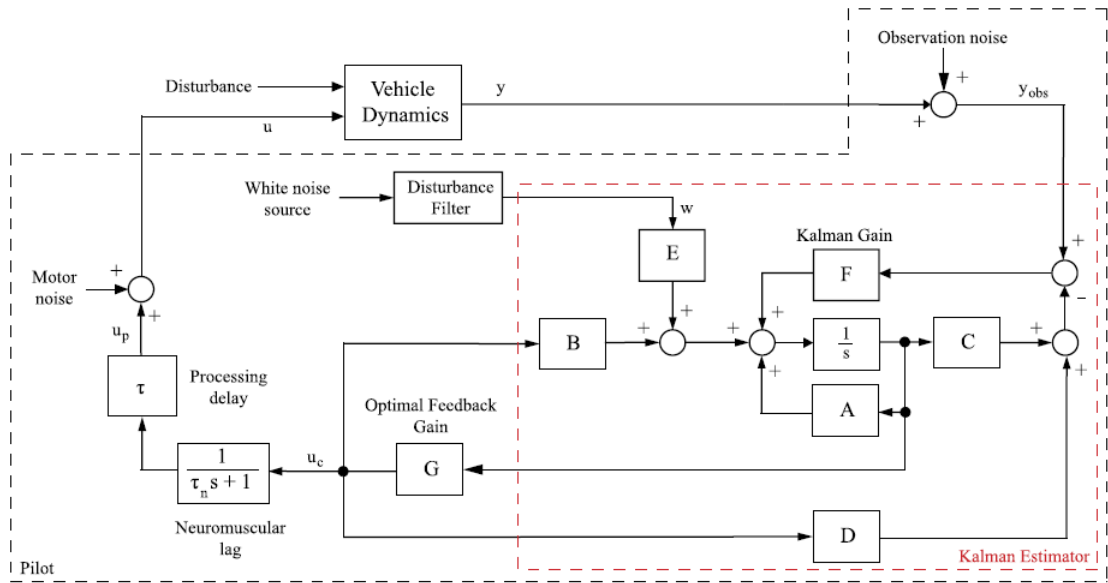 Observation noise
+
Disturbance
Vehicle
Dynamics
y
y_obs
+
u
White noise
source
Disturbance
Filter
w
E
Kalman Gain
F
+
−
Motor
noise
+
+
u_p
τ
Processing
delay
B
+
+
+
+
+
1
s
C
+
+
A
Optimal Feedback
Gain
G
u_c
1
τ_n s + 1
Neuromuscular
lag
D
Pilot
Kalman Estimator